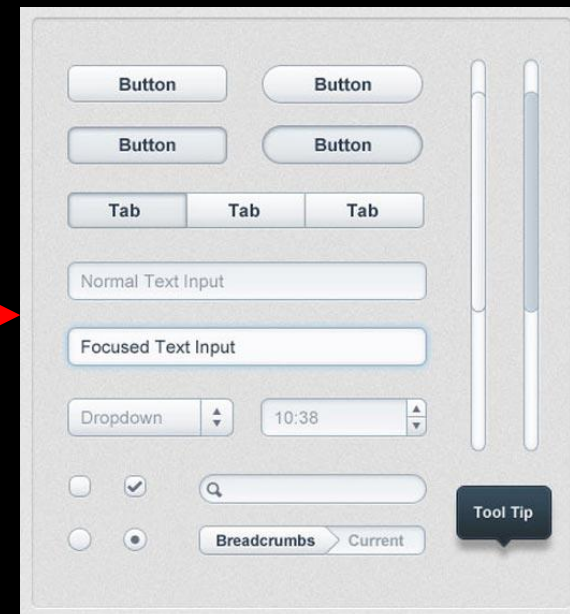 Button Button
Button Button
Tab Tab Tab
Normal Text Input
Focused Text Input
Dropdown 10:38
Tool Tip
Breadcrumbs Current